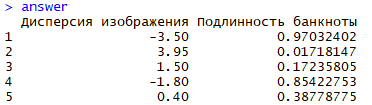 > answer
Дисперсия изображения Подлинность банкноты
1 -3.50 0.97032402
2 3.95 0.01718147
3 1.50 0.17235805
4 -1.80 0.85422753
5 0.40 0.38778775